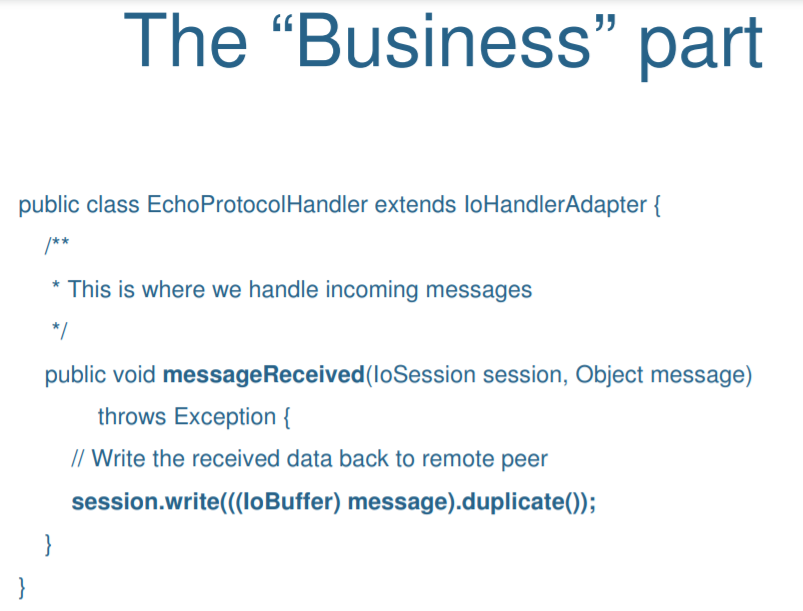 The “Business” part
public class EchoProtocolHandler extends IoHandlerAdapter {
/**
* This is where we handle incoming messages
*/
public void messageReceived(IoSession session, Object message)
throws Exception {
// Write the received data back to remote peer
session.write(((IoBuffer) message).duplicate());
}
}